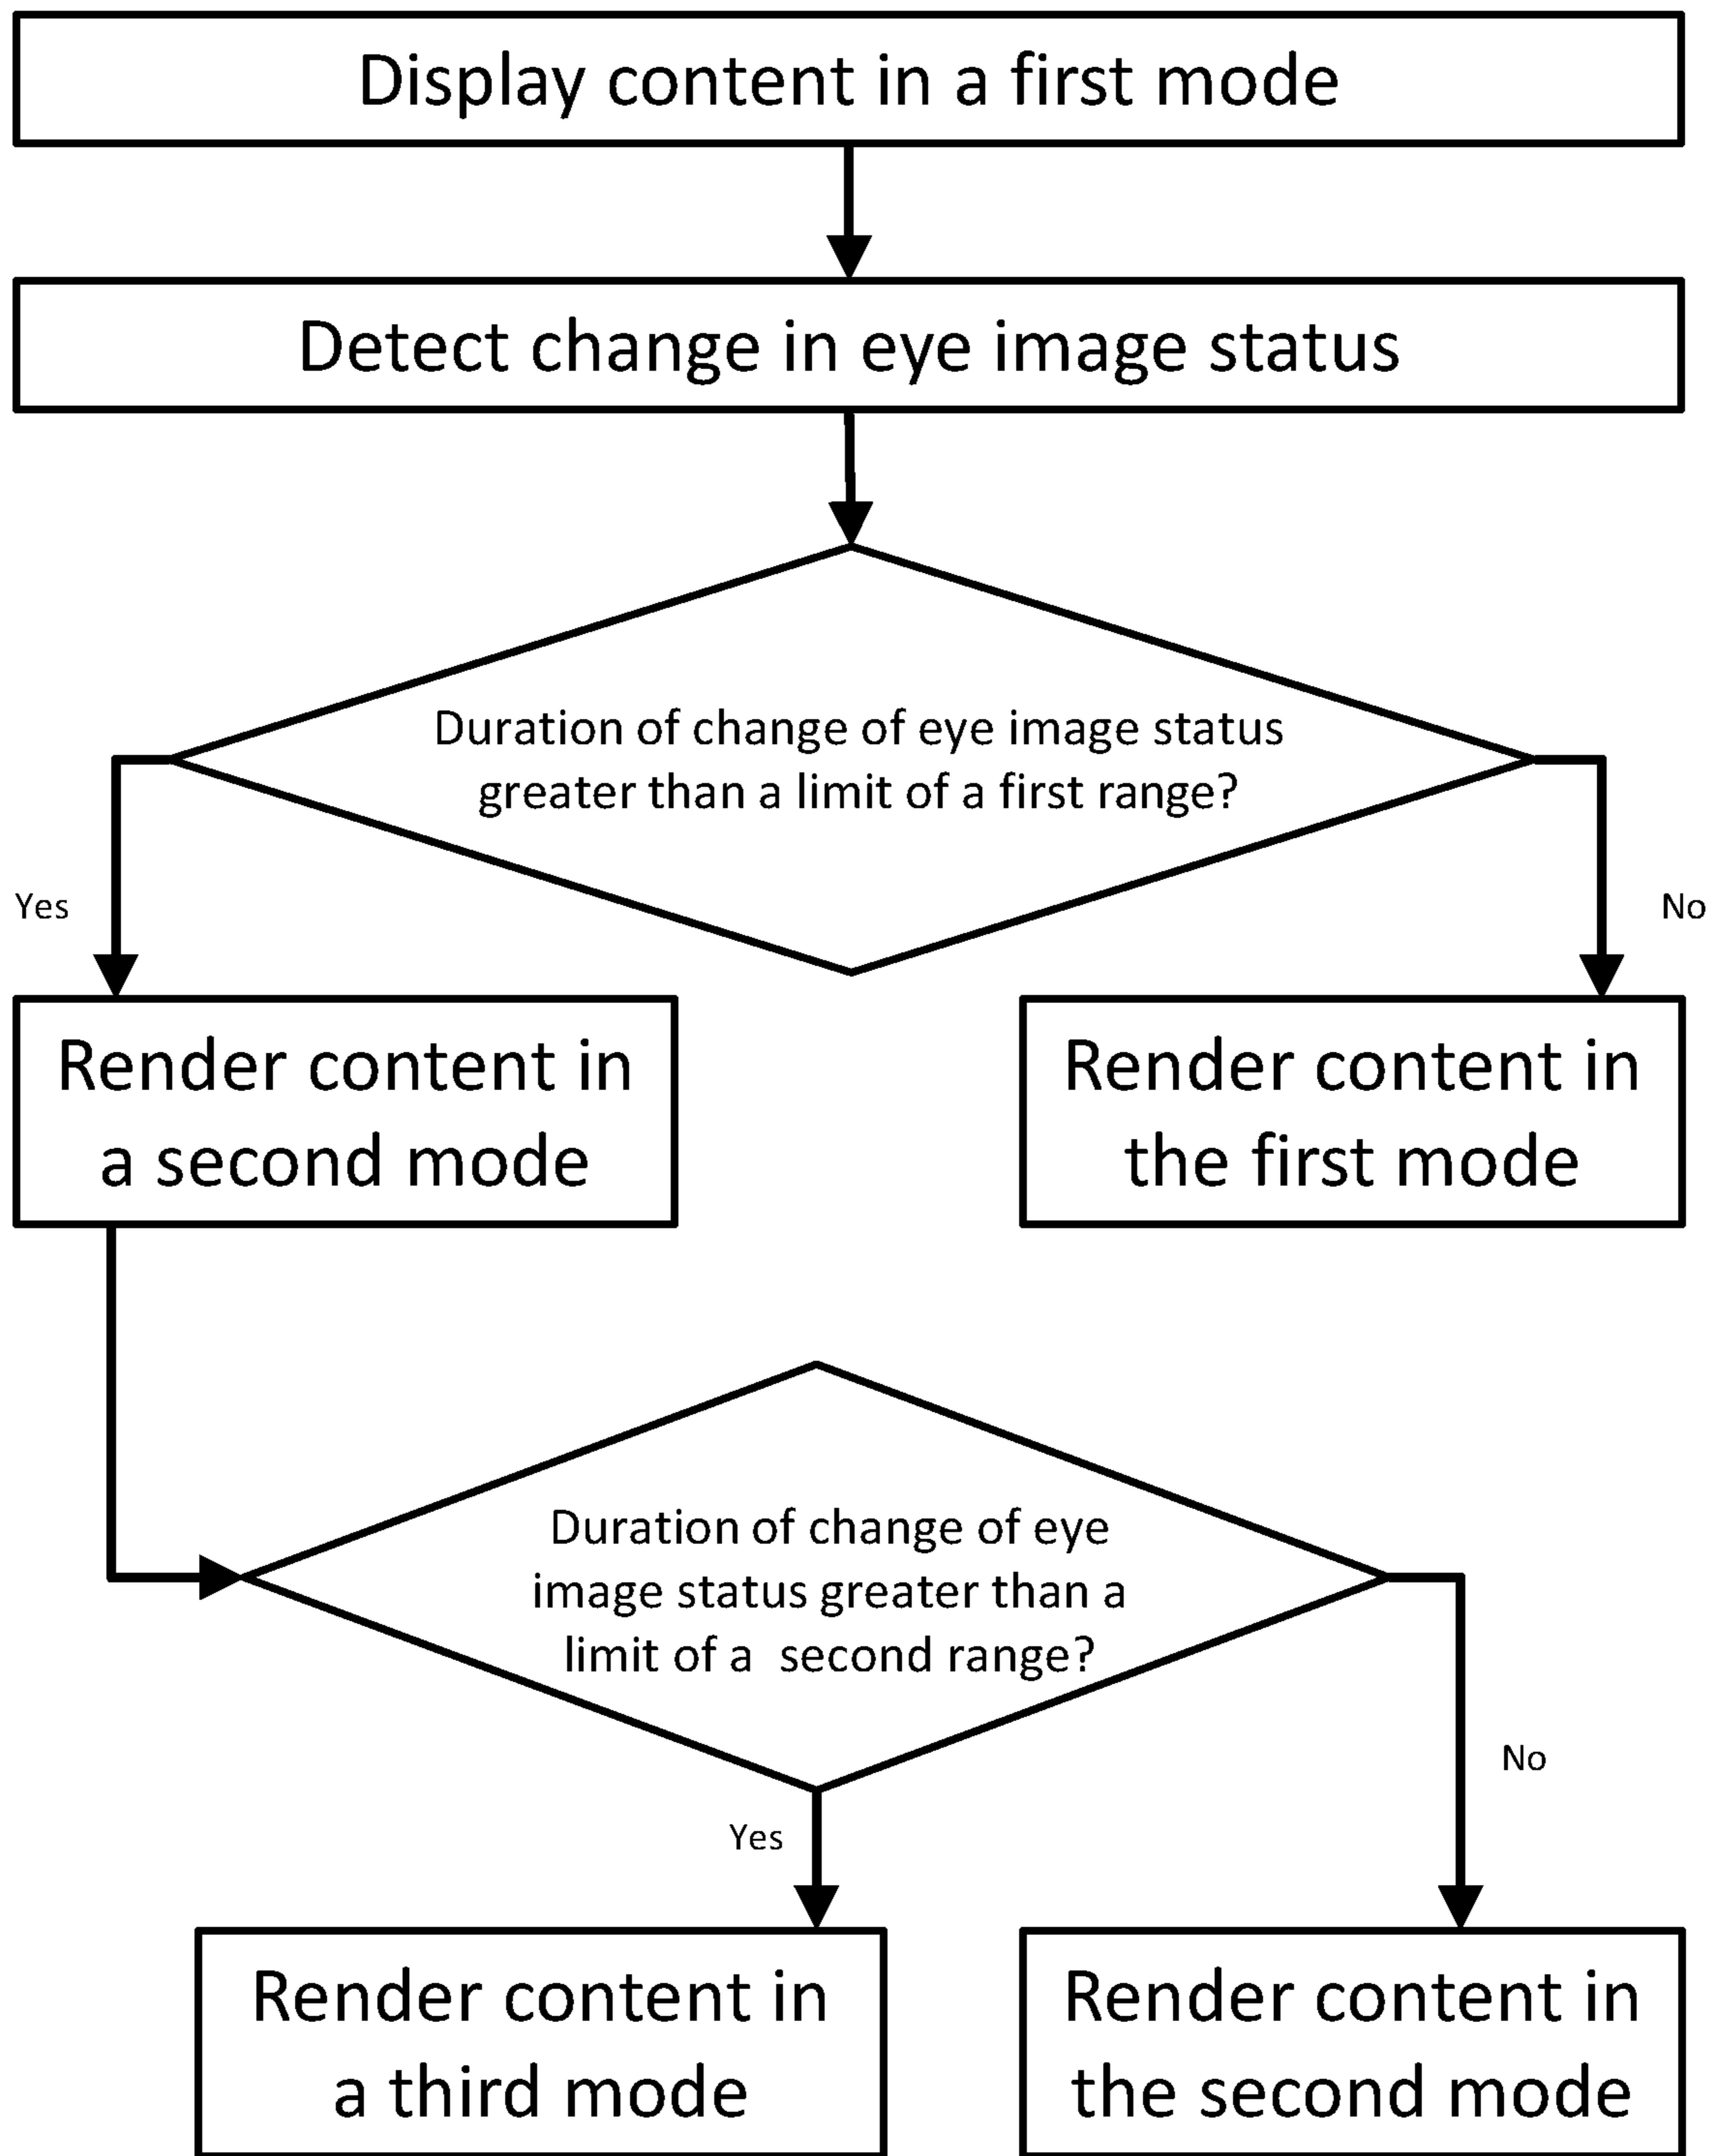 Display content in a first mode
Detect change in eye image status
Duration of change of eye image status
greater than a limit of a first range?
Yes
No
Render content in
a second mode
Render content in
the first mode
Duration of change of eye
image status greater than a
limit of a  second range?
No
Yes
Render content in
a third mode
Render content in
the second mode